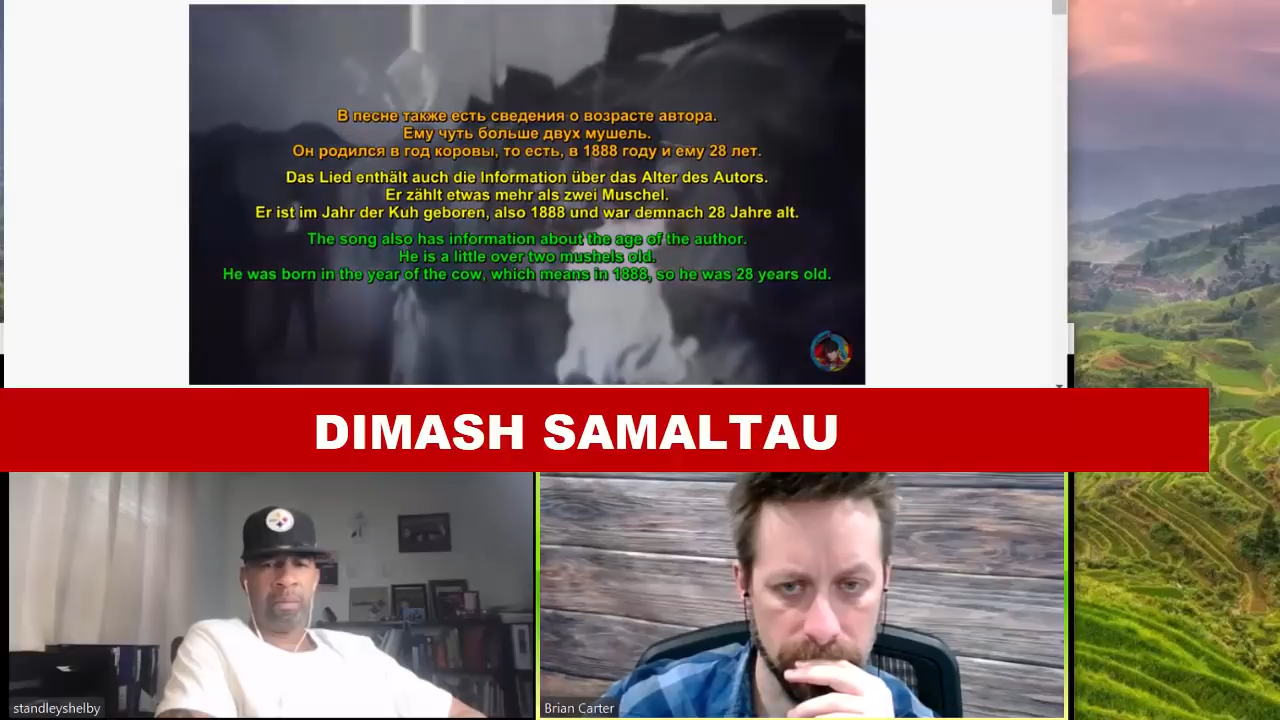 В песне также есть сведения о возрасте автора.
Ему чуть больше двух мушель.
Он родился в год коровы, то есть, в 1888 году и ему 28 лет.
Das Lied enthält auch die Information über das Alter des Autors.
Er zählt etwas mehr als zwei Muschel.
Er ist im Jahr der Kuh geboren, also 1888 und war demnach 28 Jahre alt.
The song also has information about the age of the author.
He is a little over two mushels old.
He was born in the year of the cow, which means in 1888, so he was 28 years old.
DIMASH SAMALTAU
standleyshelby
Brian Carter